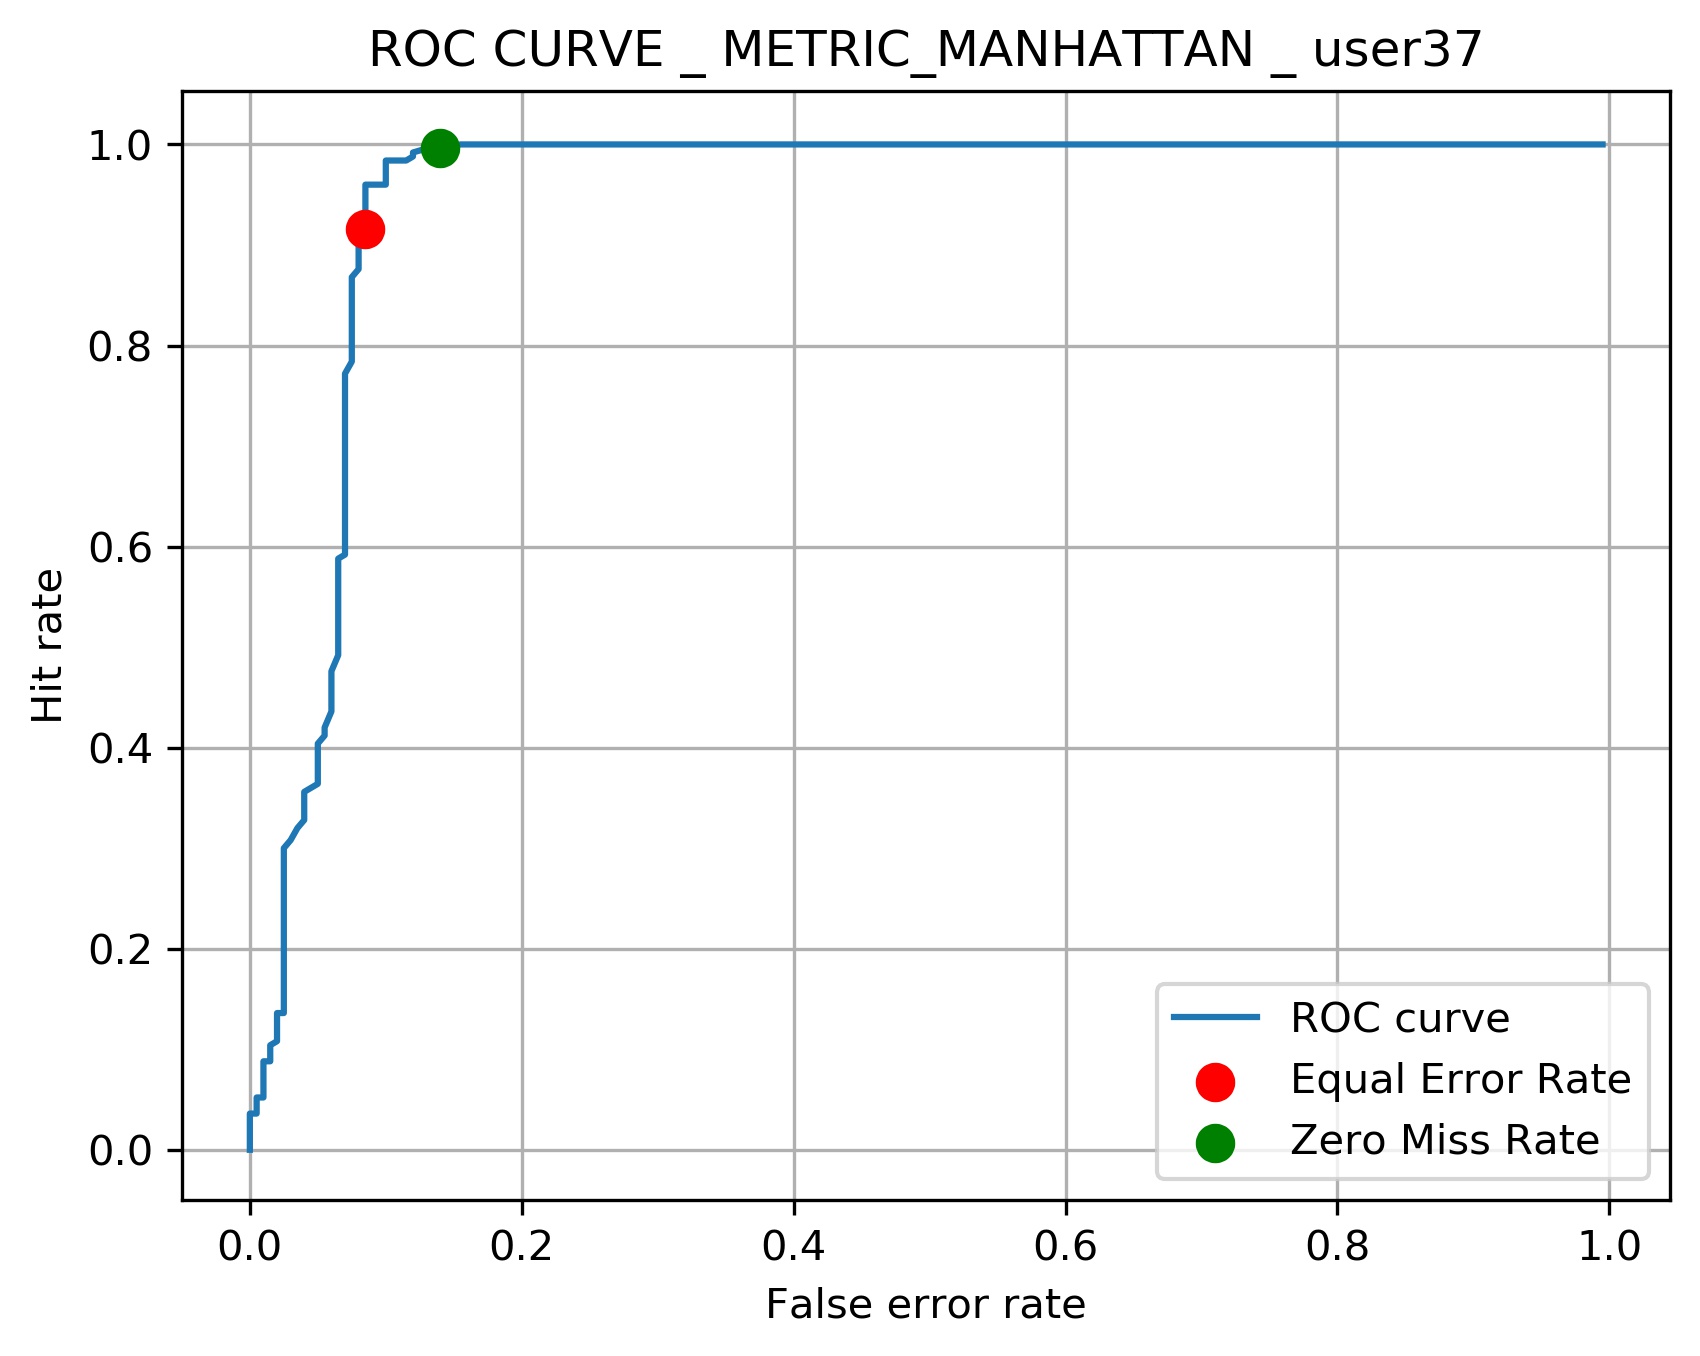 ROC CURVE _ METRIC_MANHATTAN _ user37
Hit rate
1.0
0.8
0.6
0.4
0.2
0.0
ROC curve
Equal Error Rate
Zero Miss Rate
0.0 0.2 0.4 0.6 0.8 1.0
False error rate